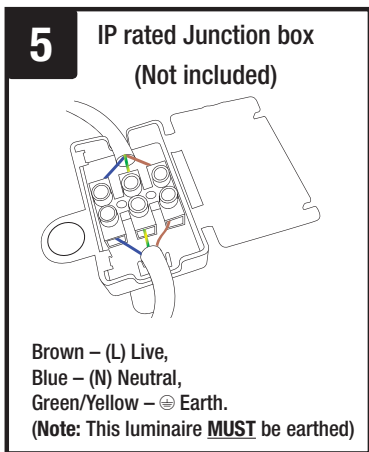 5
IP rated Junction box
(Not included)
Brown – (L) Live,
Blue – (N) Neutral,
Green/Yellow – ⏚ Earth.
(Note: This luminaire MUST be earthed)